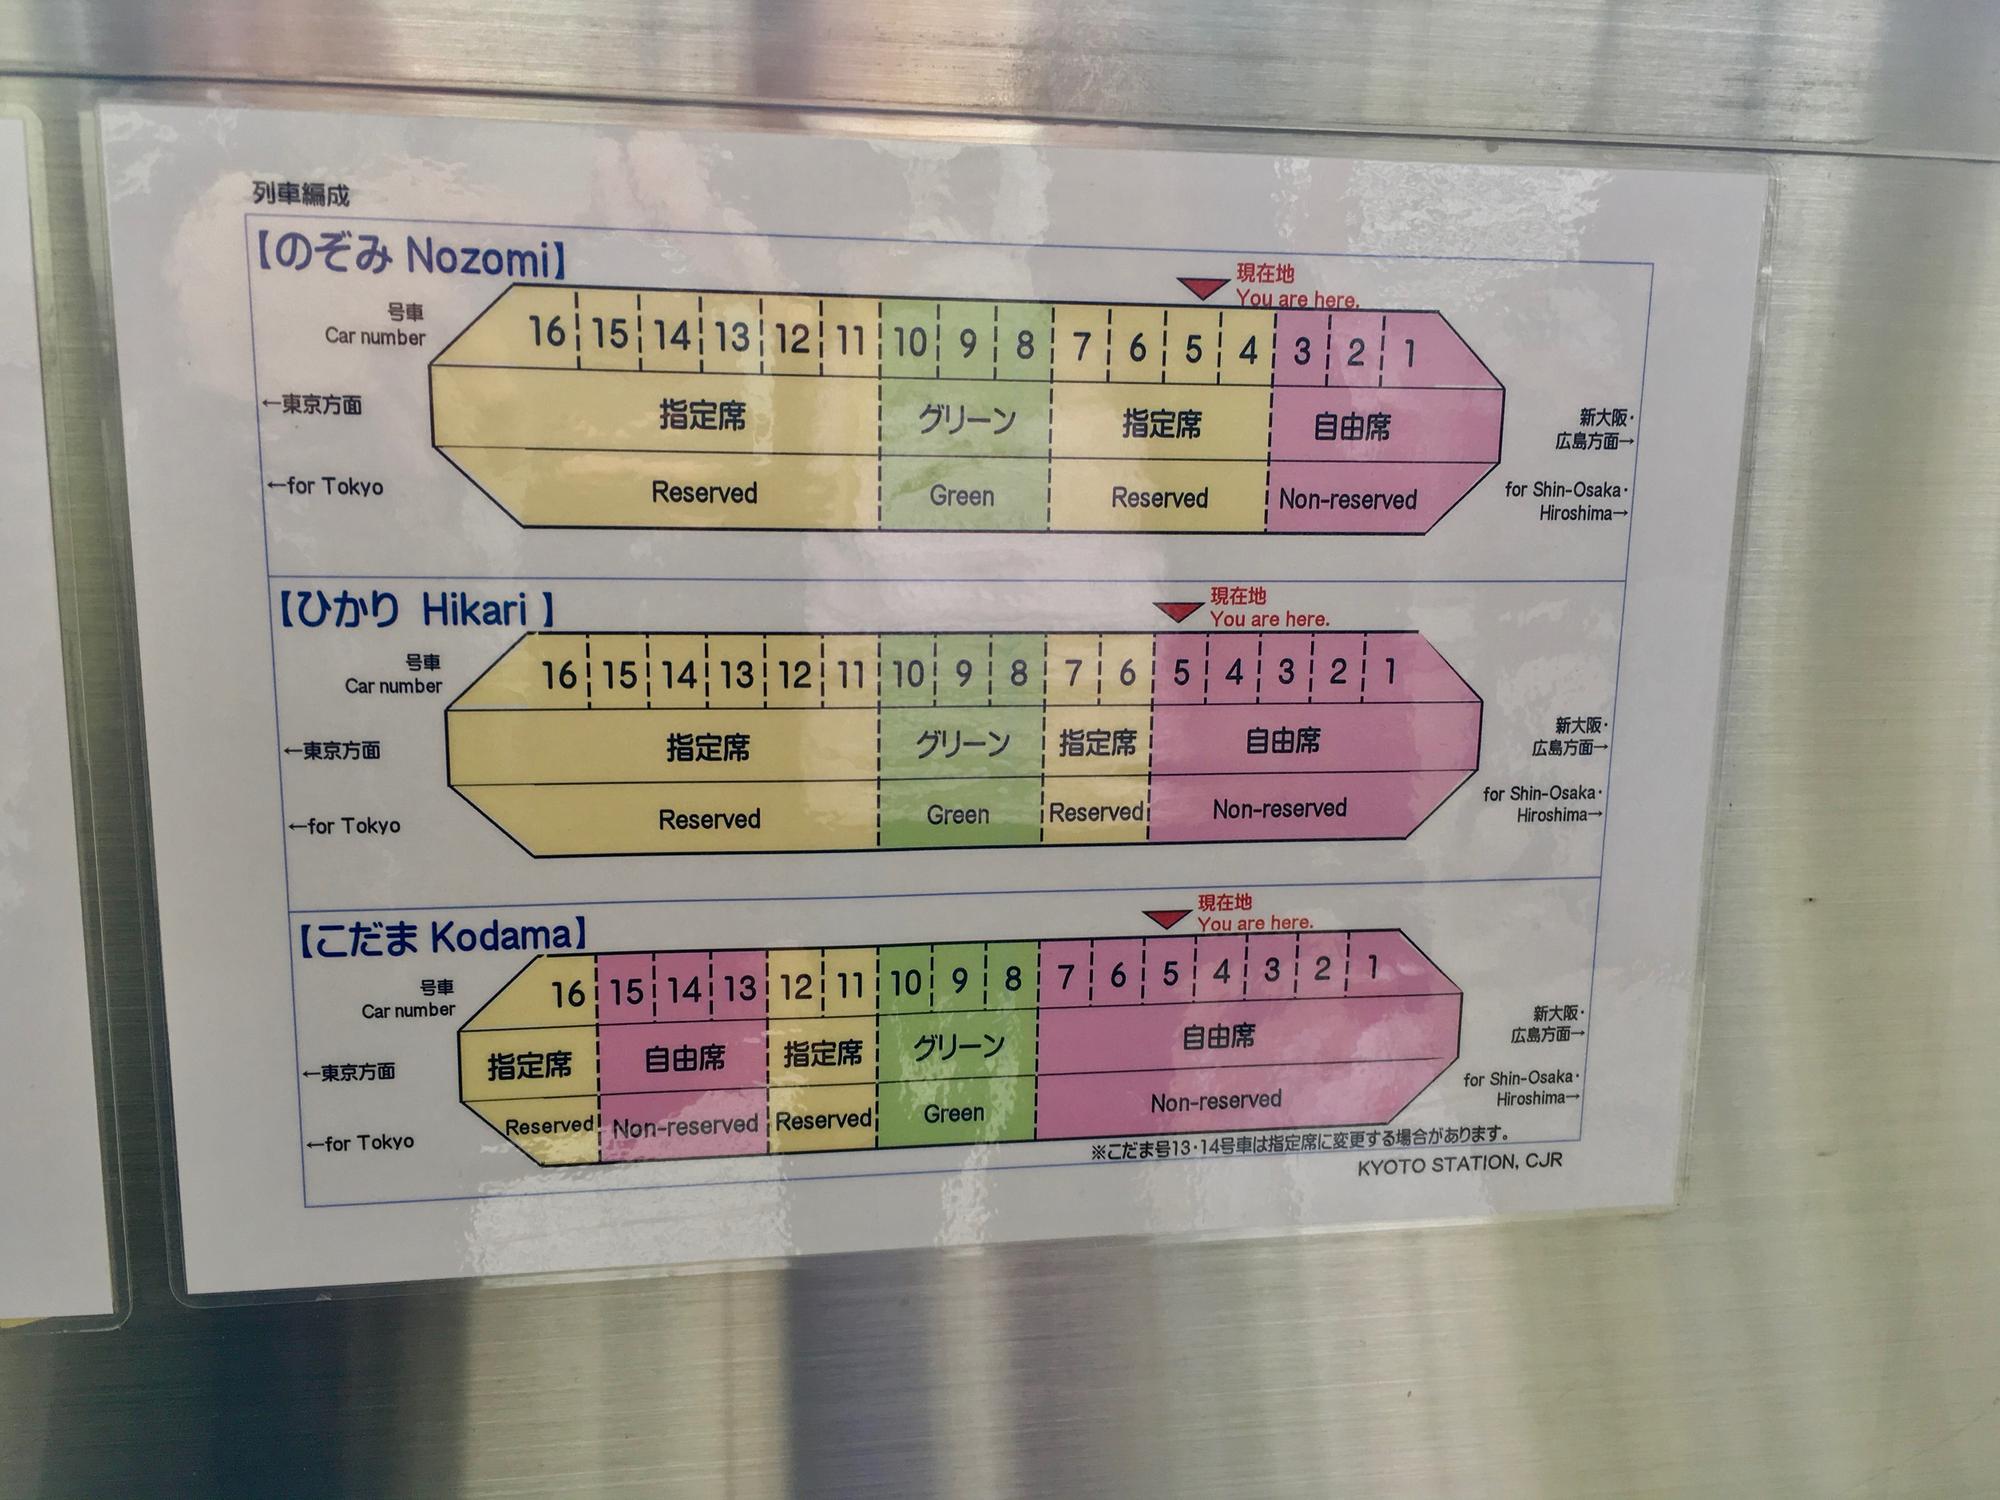 列車編成
【のぞみ Nozomi】
現在地
You are here.
号車
Car number
16 15 14 13 12 11 10 9 8 7 6 5 4 3 2 1
←東京方面 指定席 グリーン 指定席 自由席 新大阪・
広島方面→
←for Tokyo Reserved Green Reserved Non-reserved for Shin-Osaka・
Hiroshima→
【ひかり Hikari 】
現在地
You are here.
号車
Car number
16 15 14 13 12 11 10 9 8 7 6 5 4 3 2 1
←東京方面 指定席 グリーン 指定席 自由席 新大阪・
広島方面→
←for Tokyo Reserved Green Reserved Non-reserved for Shin-Osaka・
Hiroshima→
【こだま Kodama】
現在地
You are here.
号車
Car number
16 15 14 13 12 11 10 9 8 7 6 5 4 3 2 1
←東京方面 指定席 自由席 指定席 グリーン 自由席 新大阪・
広島方面→
←for Tokyo Reserved Non-reserved Reserved Green Non-reserved for Shin-Osaka・
Hiroshima→
※こだま号13・14号車は指定席に変更する場合があります。
KYOTO STATION, CJR